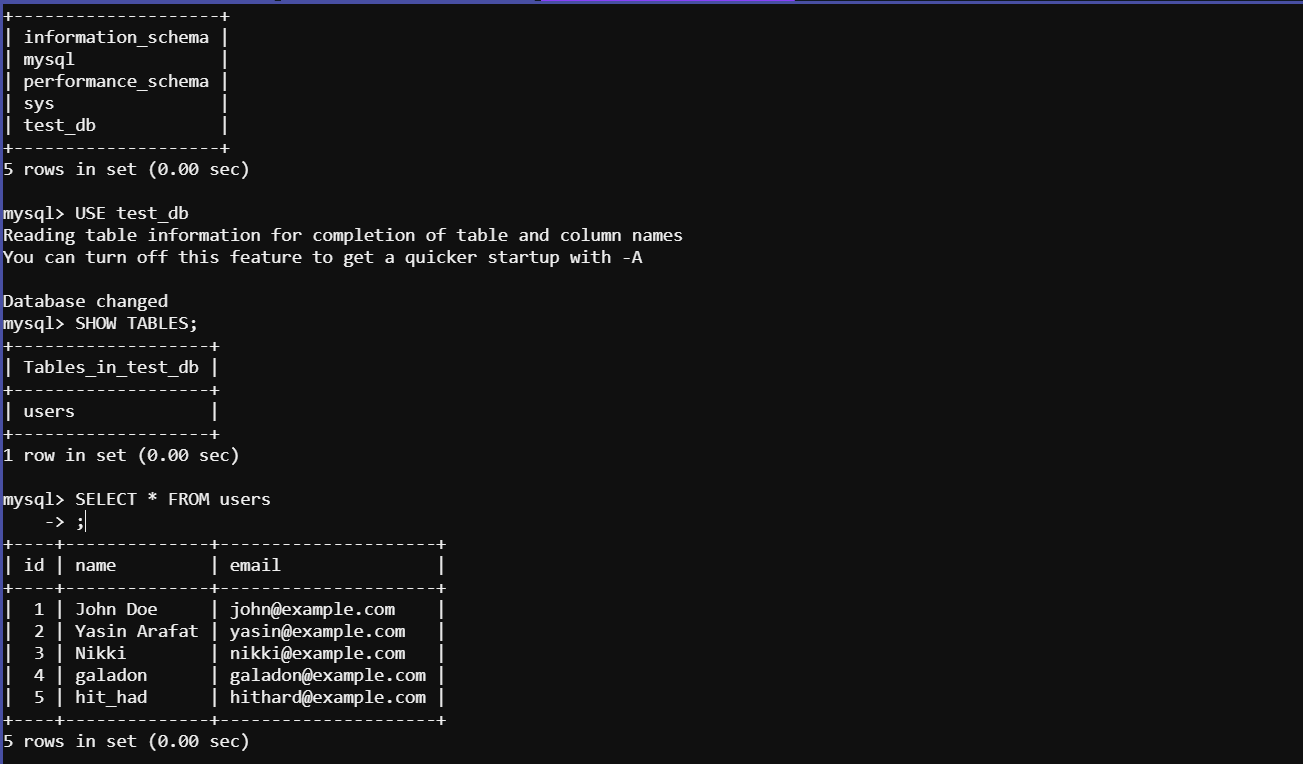 +--------------------+
| information_schema |
| mysql              |
| performance_schema |
| sys                |
| test_db            |
+--------------------+
5 rows in set (0.00 sec)

mysql> USE test_db
Reading table information for completion of table and column names
You can turn off this feature to get a quicker startup with -A

Database changed
mysql> SHOW TABLES;
+-------------------+
| Tables_in_test_db |
+-------------------+
| users             |
+-------------------+
1 row in set (0.00 sec)

mysql> SELECT * FROM users
    -> ;
+----+--------------+---------------------+
| id | name         | email               |
+----+--------------+---------------------+
|  1 | John Doe     | john@example.com    |
|  2 | Yasin Arafat | yasin@example.com   |
|  3 | Nikki        | nikki@example.com   |
|  4 | galadon      | galadon@example.com |
|  5 | hit_had      | hithard@example.com |
+----+--------------+---------------------+
5 rows in set (0.00 sec)